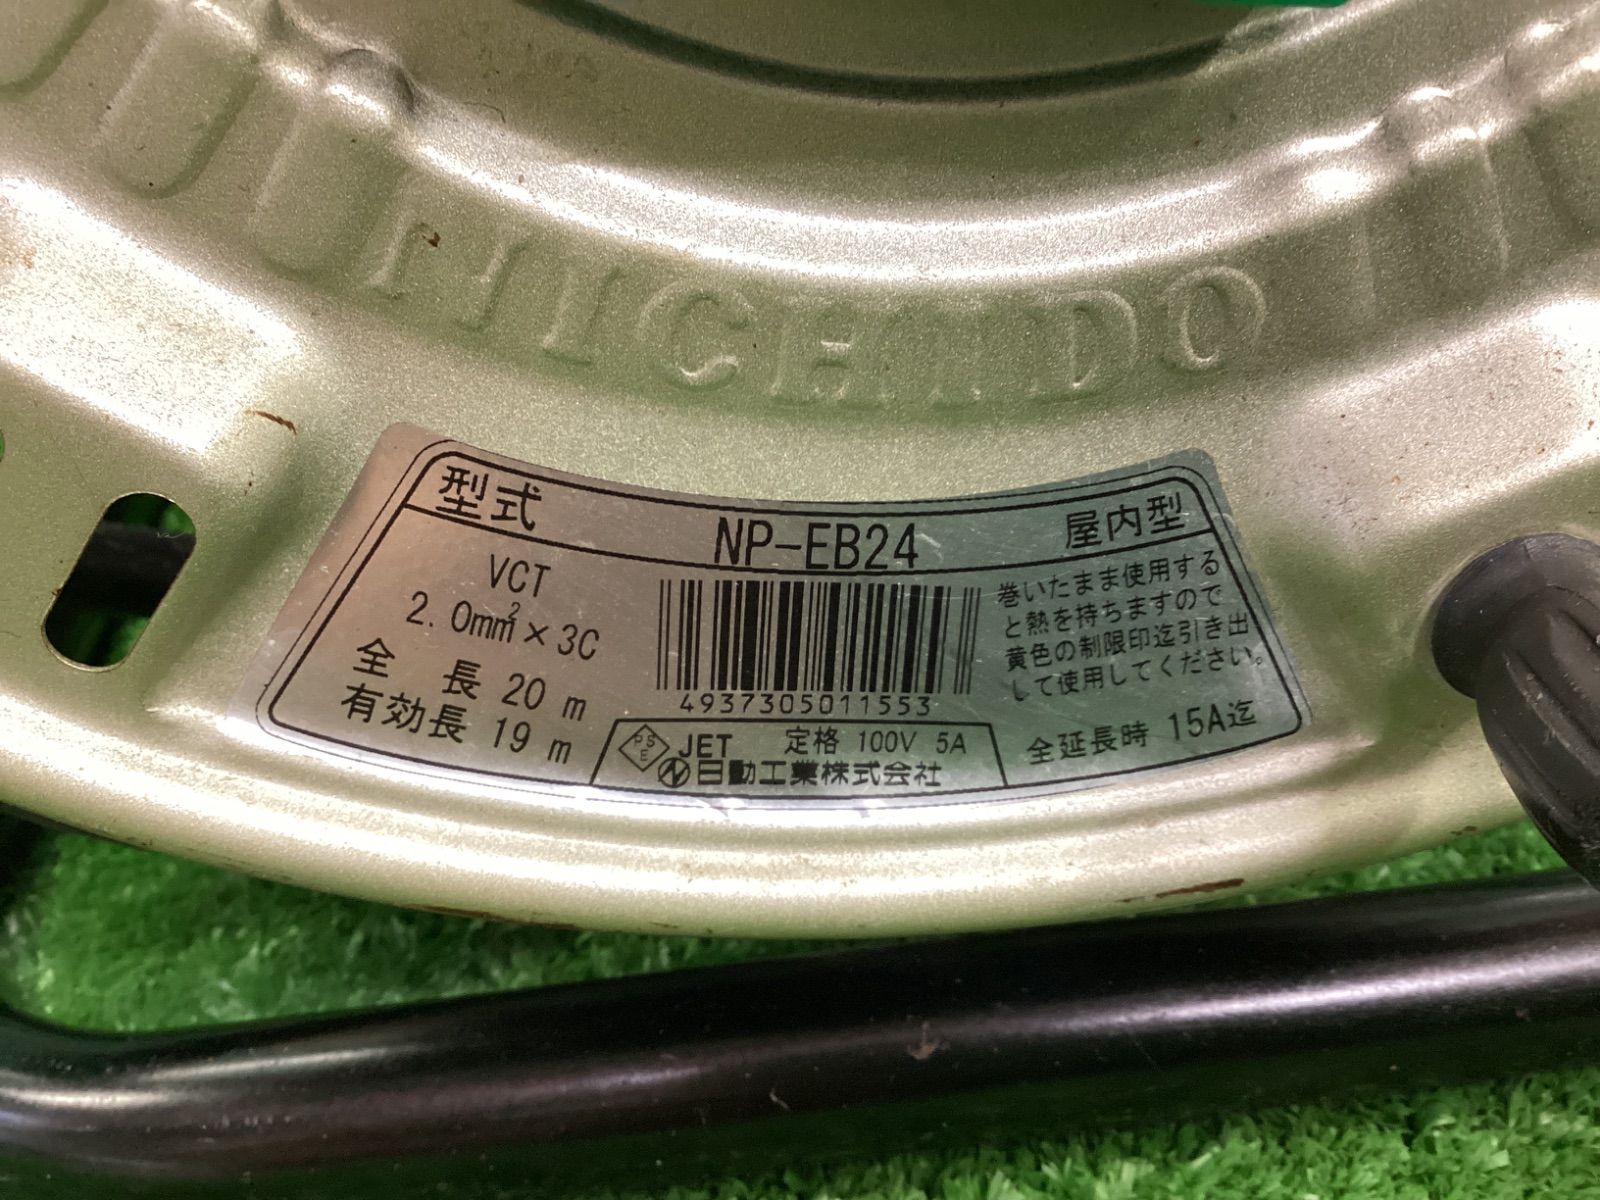 NICHIDO
型式 NP-EB24 屋内型
VCT
2.0mm²×3C
全長 20m
有効長 19m
4937305011553
PSE JET 定格 100V 5A
日動工業株式会社
巻いたまま使用する
と熱を持ちますので
黄色の制限印迄引き出
して使用してください。
全延長時 15A迄